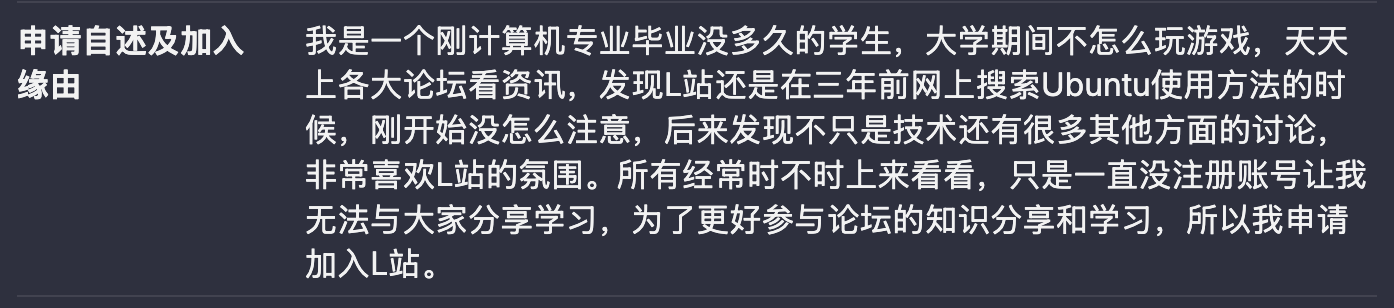 申请自述及加入
缘由
我是一个刚计算机专业毕业没多久的学生，大学期间不怎么玩游戏，天天
上各大论坛看资讯，发现L站还是在三年前网上搜索Ubuntu使用方法的时
候，刚开始没怎么注意，后来发现不只是技术还有很多其他方面的讨论，
非常喜欢L站的氛围。所有经常时不时上来看看，只是一直没注册账号让我
无法与大家分享学习，为了更好参与论坛的知识分享和学习，所以我申请
加入L站。